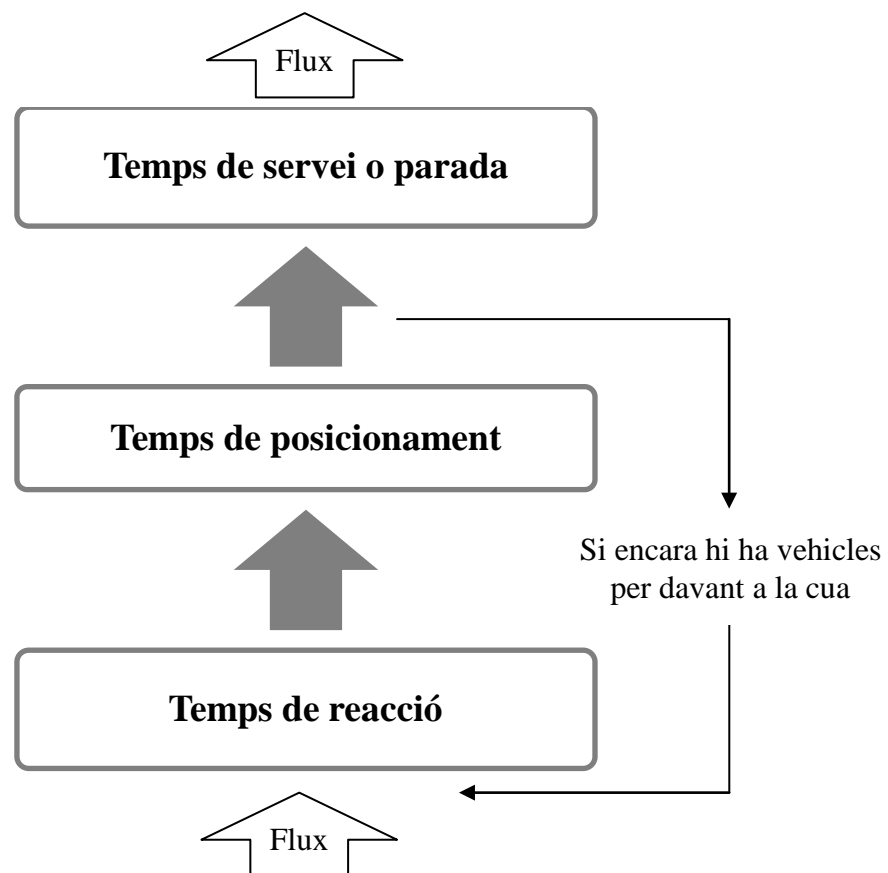 Flux
Temps de servei o parada
Temps de posicionament
Si encara hi ha vehicles
per davant a la cua
Temps de reacció
Flux